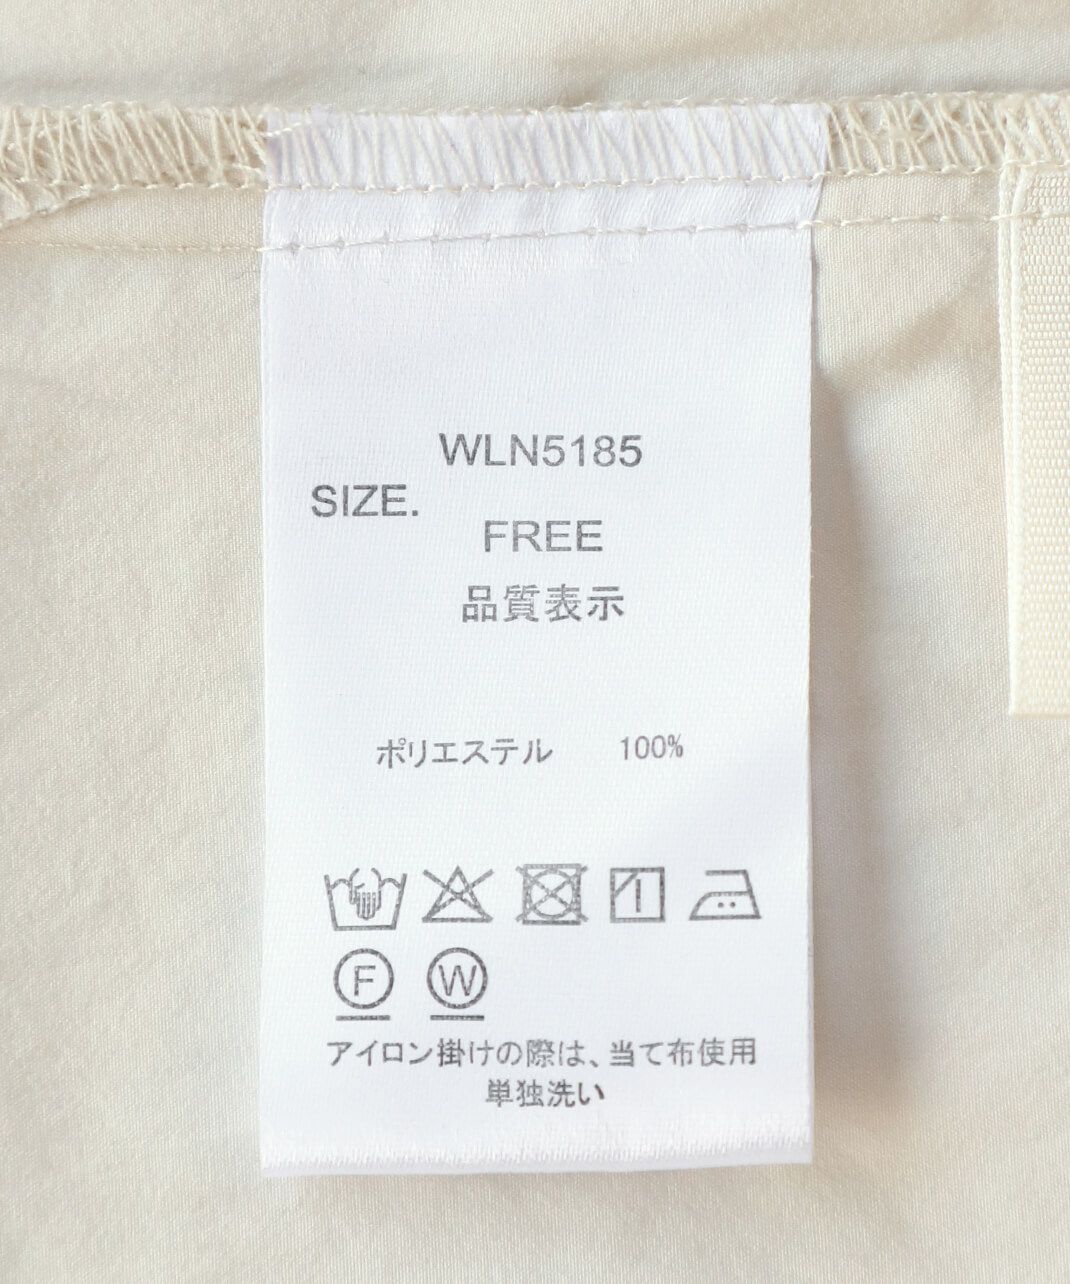 WLN5185
SIZE.
FREE
品質表示
ポリエステル 100%
F W
アイロン掛けの際は、当て布使用
単独洗い